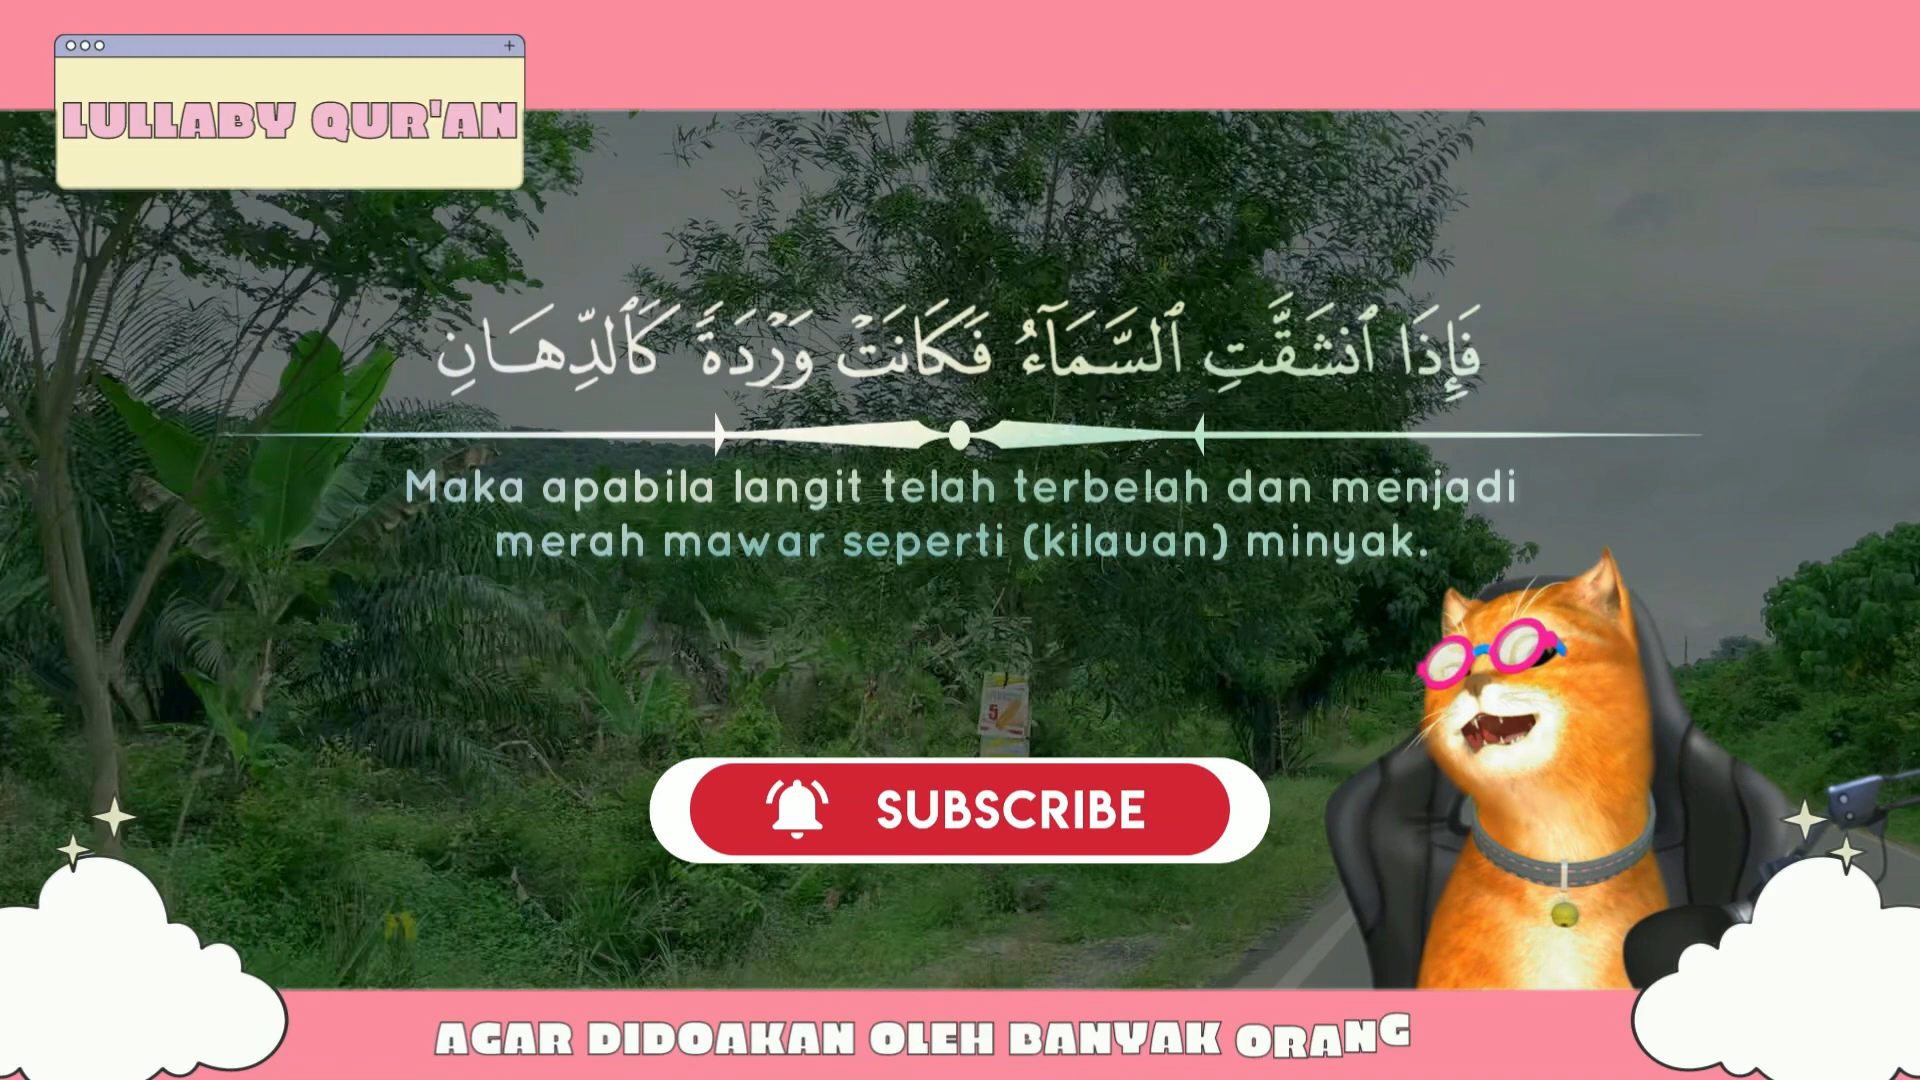 LULLABY QUR'AN
فَإِذَا ٱنشَقَّتِ ٱلسَّمَآءُ فَكَانَتْ وَرْدَةً كَٱلدِّهَانِ
Maka apabila langit telah terbelah dan menjadi
merah mawar seperti (kilauan) minyak.
5
SUBSCRIBE
AGAR DIDOAKAN OLEH BANYAK ORANG